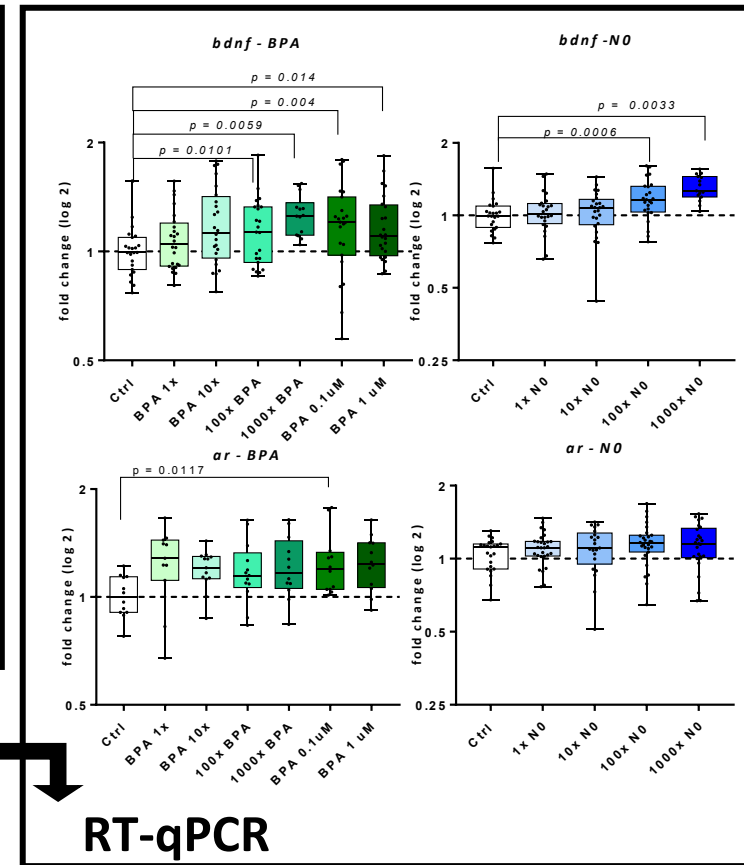 bdnf - BPA
p = 0.014
p = 0.004
p = 0.0059
p = 0.0101
2
1
0.5
fold change (log 2)
Ctrl
BPA 1x
BPA 10x
100x BPA
1000x BPA
BPA 0.1uM
BPA 1 uM
bdnf -N0
p = 0.0033
p = 0.0006
2
1
0.5
0.25
fold change (log 2)
Ctrl
1x N0
10x N0
100x N0
1000x N0
ar - BPA
p = 0.0117
2
1
0.5
fold change (log 2)
Ctrl
BPA 1x
BPA 10x
100x BPA
1000x BPA
BPA 0.1uM
BPA 1 uM
ar - N0
2
1
0.5
0.25
fold change (log 2)
Ctrl
1x N0
10x N0
100x N0
1000x N0
RT-qPCR